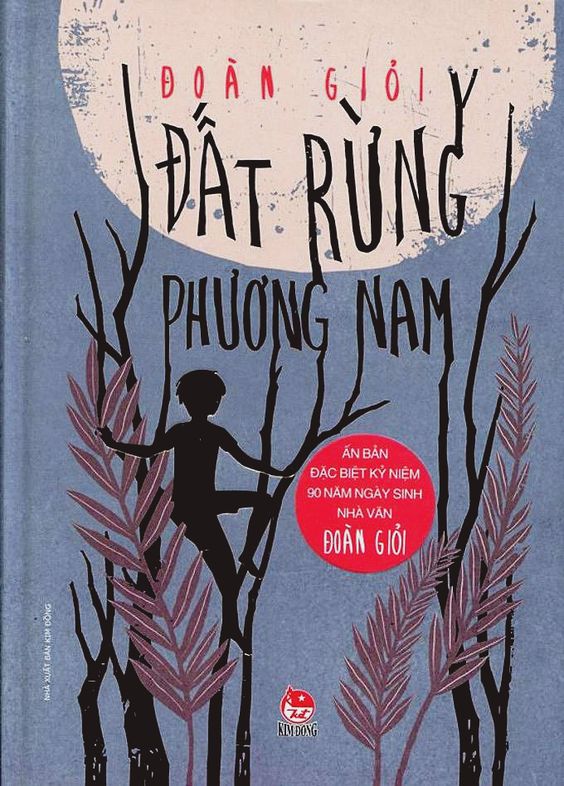 ĐOÀN GIỎI
ĐẤT RỪNG
PHƯƠNG NAM
ẤN BẢN
ĐẶC BIỆT KỶ NIỆM
90 NĂM NGÀY SINH
NHÀ VĂN
ĐOÀN GIỎI
NHÀ XUẤT BẢN KIM ĐỒNG
KIM ĐỒNG